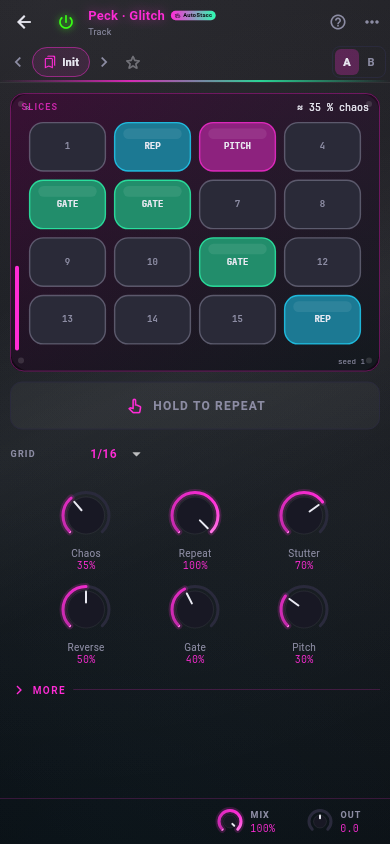 Peck · Glitch AutoStacc
Track
Init
A B
SLICES
≈ 35 % chaos
1 REP PITCH 4
GATE GATE 7 8
9 10 GATE 12
13 14 15 REP
seed 1
HOLD TO REPEAT
GRID 1/16
Chaos Repeat Stutter
35% 100% 70%
Reverse Gate Pitch
50% 40% 30%
MORE
MIX OUT
100% 0.0